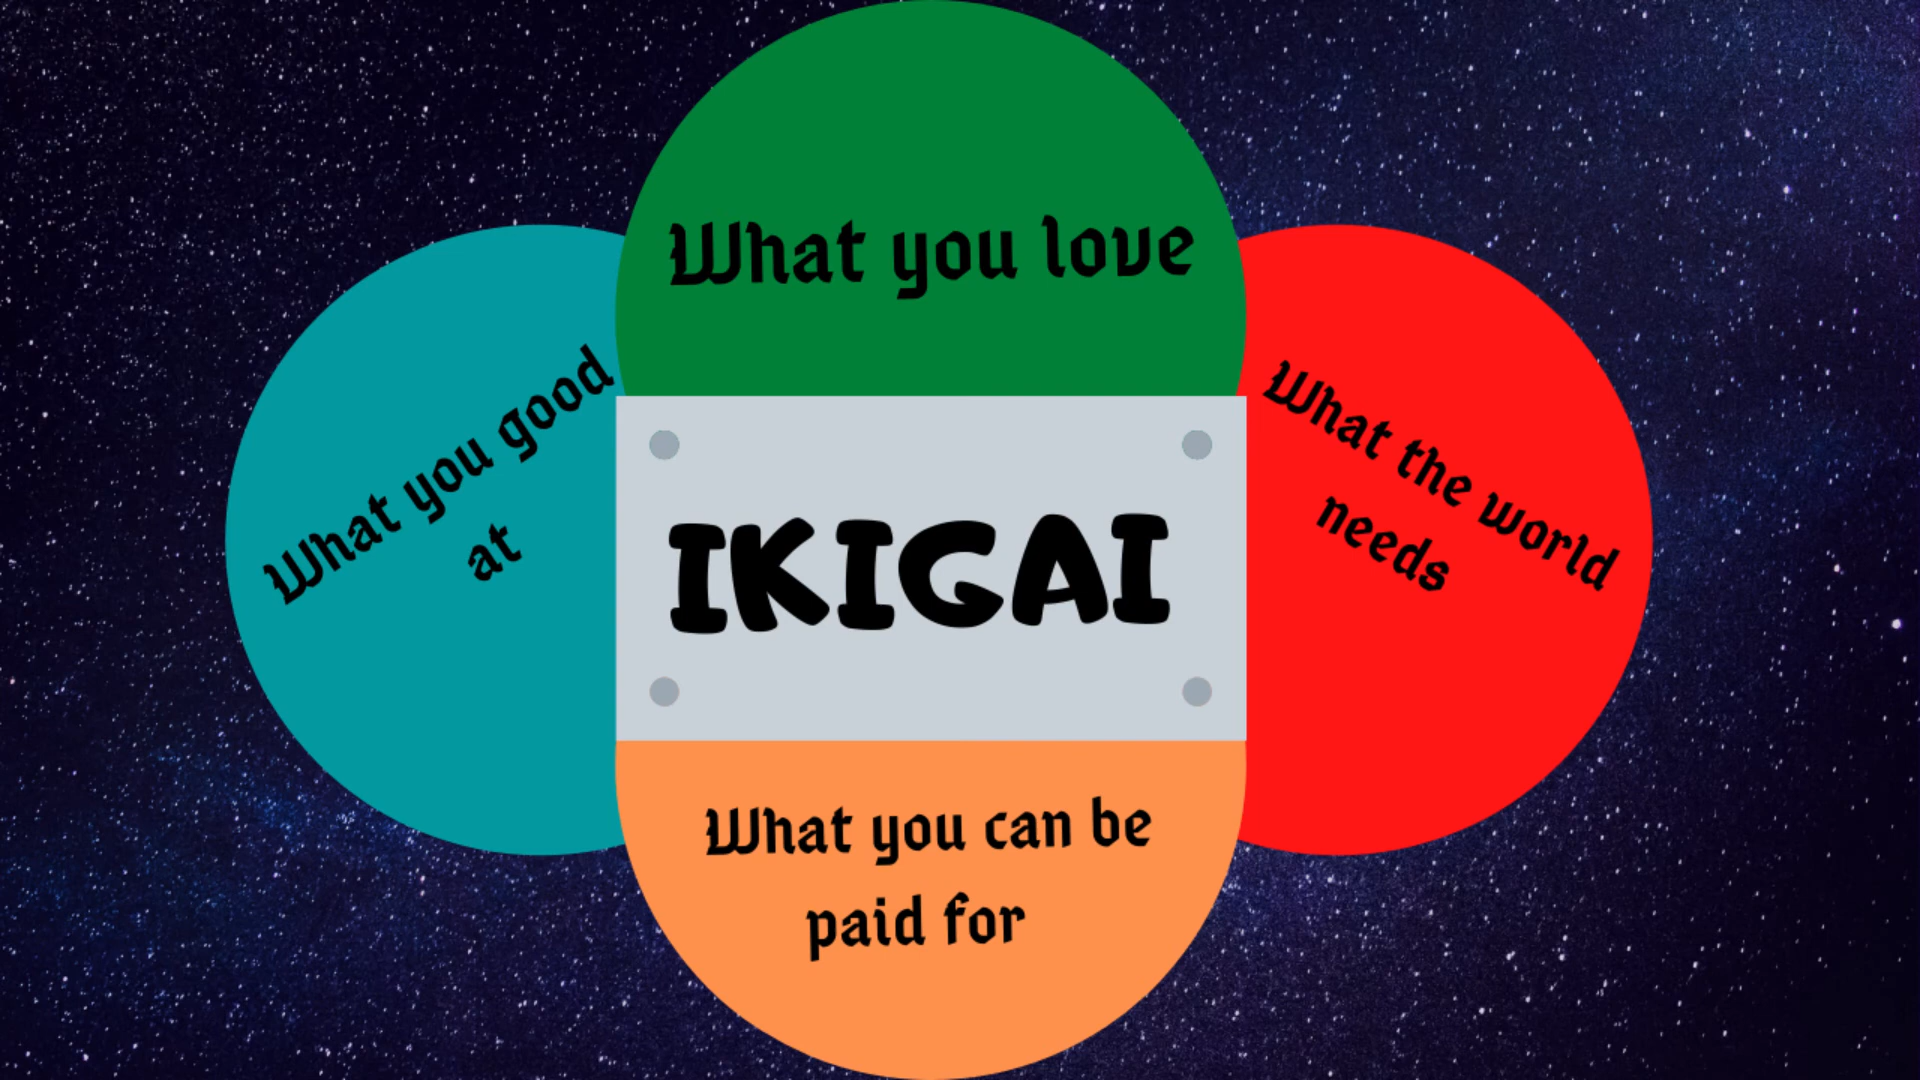 What you love
What you good
at
IKIGAI
What the world
needs
What you can be
paid for